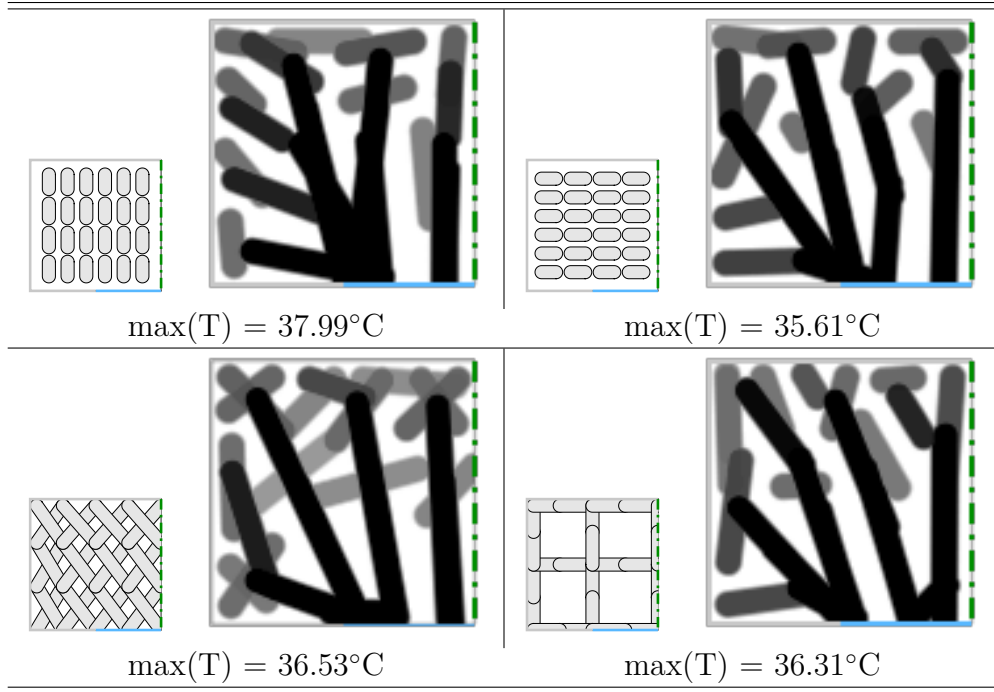 max(T) = 37.99°C
max(T) = 35.61°C
max(T) = 36.53°C
max(T) = 36.31°C